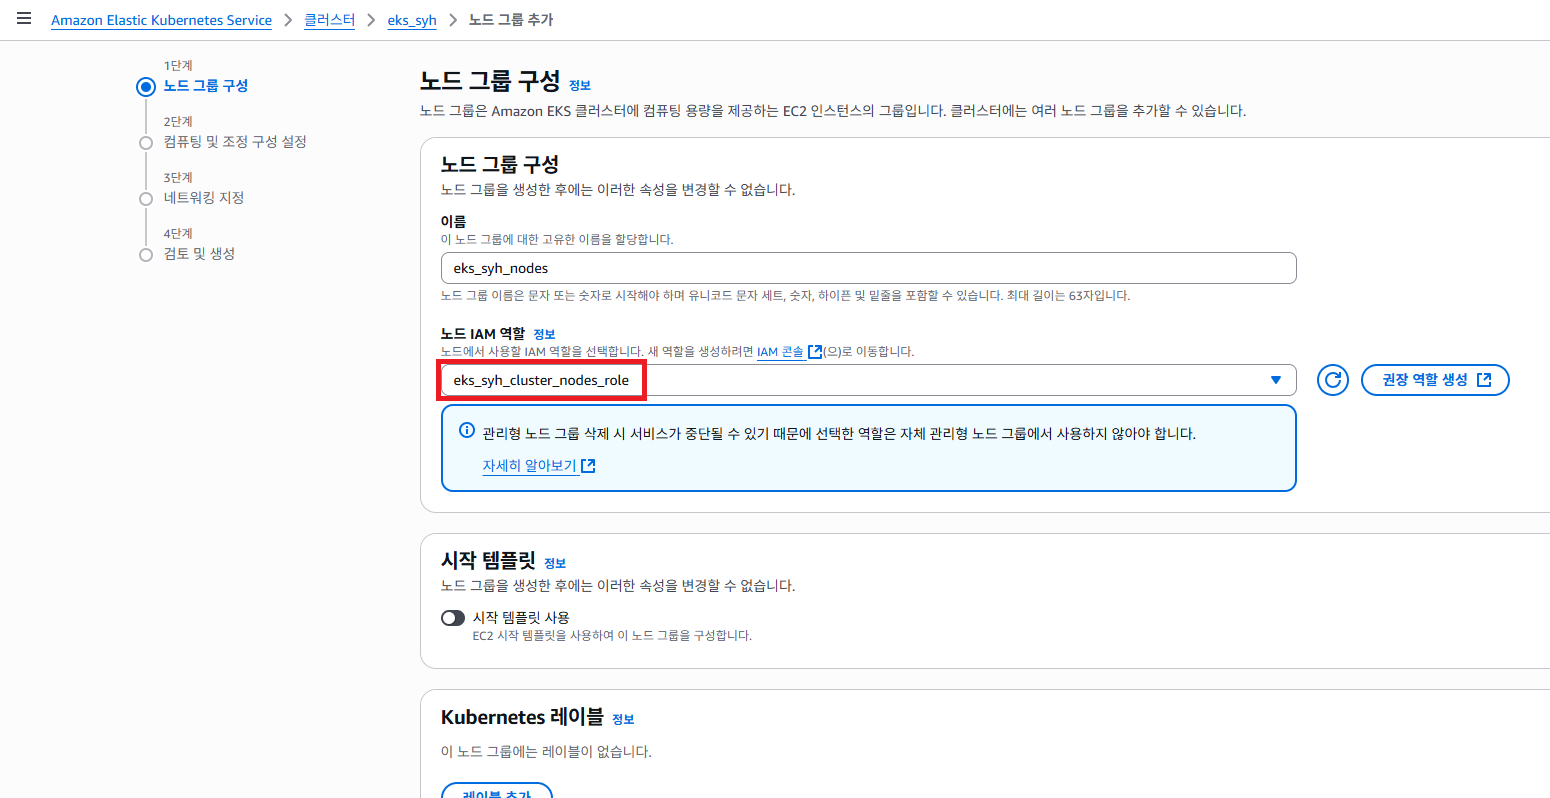 Amazon Elastic Kubernetes Service > 클러스터 > eks_syh > 노드 그룹 추가
1단계
노드 그룹 구성
2단계
컴퓨팅 및 조정 구성 설정
3단계
네트워킹 지정
4단계
검토 및 생성
노드 그룹 구성 정보
노드 그룹은 Amazon EKS 클러스터에 컴퓨팅 용량을 제공하는 EC2 인스턴스의 그룹입니다. 클러스터에는 여러 노드 그룹을 추가할 수 있습니다.
노드 그룹 구성
노드 그룹을 생성한 후에는 이러한 속성을 변경할 수 없습니다.
이름
이 노드 그룹에 대한 고유한 이름을 할당합니다.
eks_syh_nodes
노드 그룹 이름은 문자 또는 숫자로 시작해야 하며 유니코드 문자 세트, 숫자, 하이픈 및 밑줄을 포함할 수 있습니다. 최대 길이는 63자입니다.
노드 IAM 역할 정보
노드에서 사용할 IAM 역할을 선택합니다. 새 역할을 생성하려면 IAM 콘솔 (으)로 이동합니다.
eks_syh_cluster_nodes_role
권장 역할 생성
관리형 노드 그룹 삭제 시 서비스가 중단될 수 있기 때문에 선택한 역할은 자체 관리형 노드 그룹에서 사용하지 않아야 합니다.
자세히 알아보기
시작 템플릿 정보
노드 그룹을 생성한 후에는 이러한 속성을 변경할 수 없습니다.
시작 템플릿 사용
EC2 시작 템플릿을 사용하여 이 노드 그룹을 구성합니다.
Kubernetes 레이블 정보
이 노드 그룹에는 레이블이 없습니다.
레이블 추가